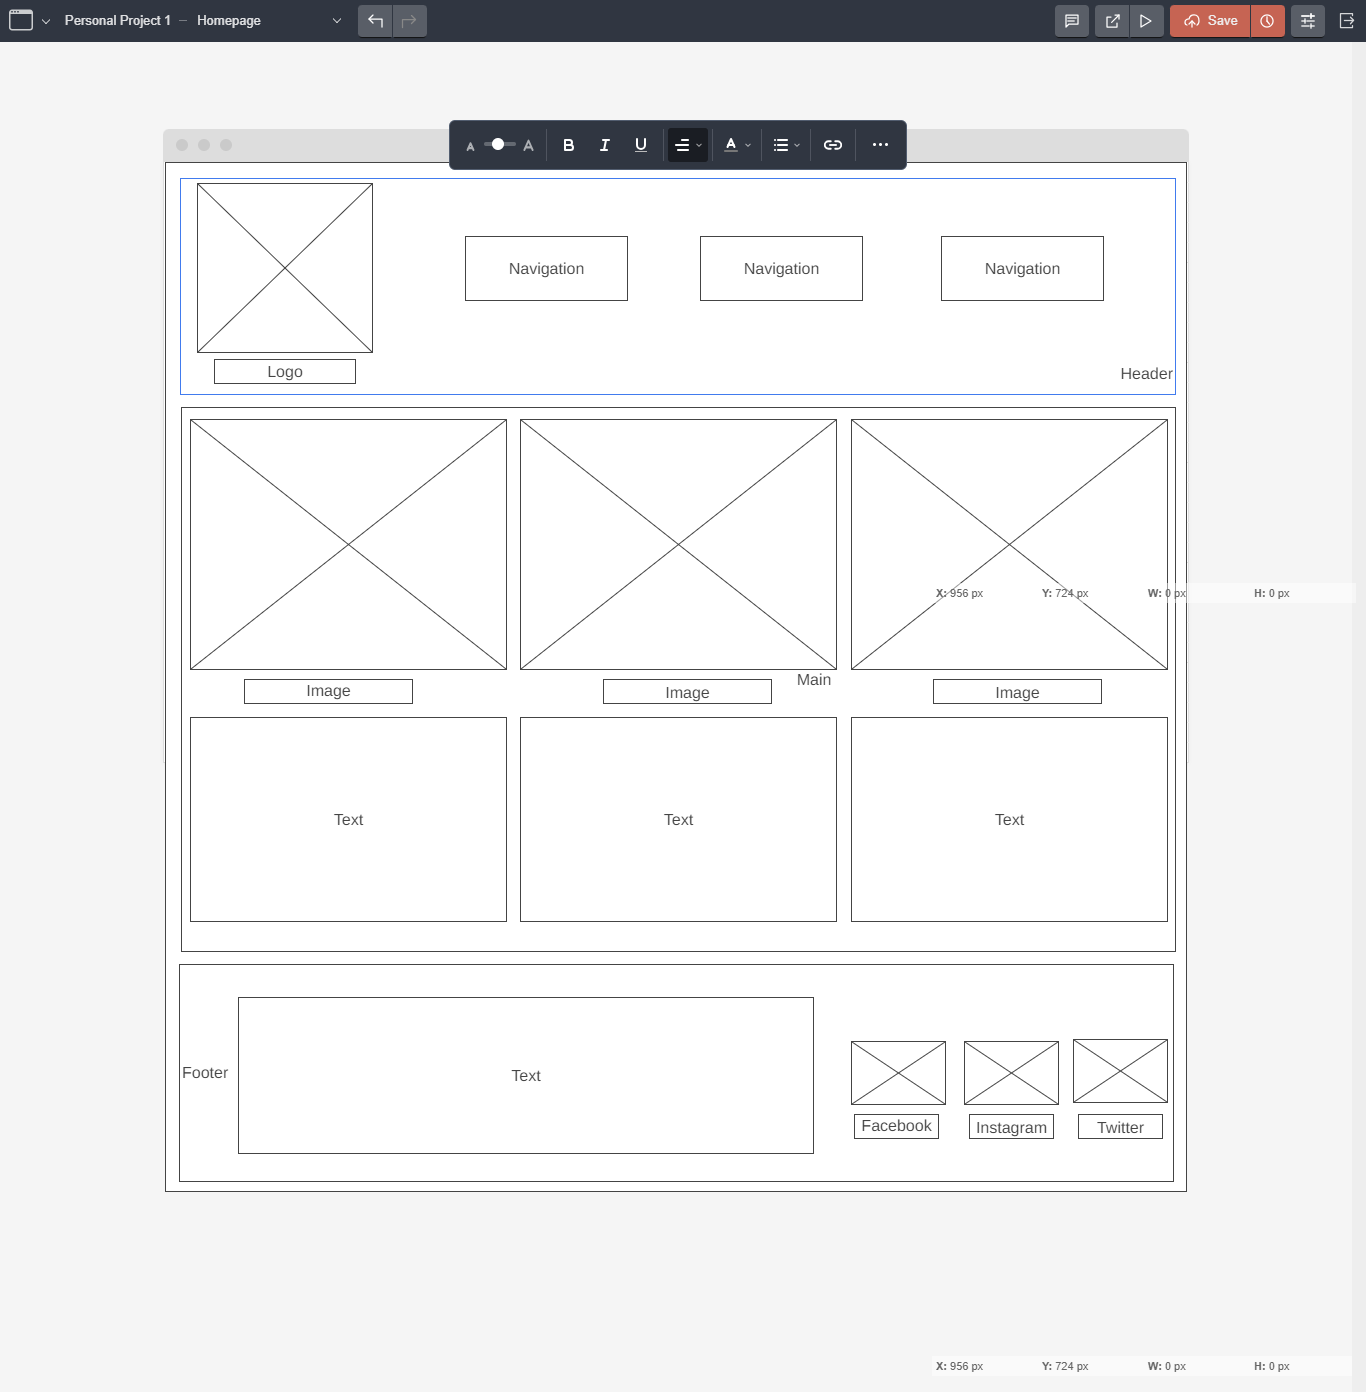 Personal Project 1 – Homepage
Save
A A B I U A
Navigation Navigation Navigation
Logo
Header
X: 956 px Y: 724 px W: 0 px H: 0 px
Main
Image Image Image
Text Text Text
Footer
Text
Facebook Instagram Twitter
X: 956 px Y: 724 px W: 0 px H: 0 px